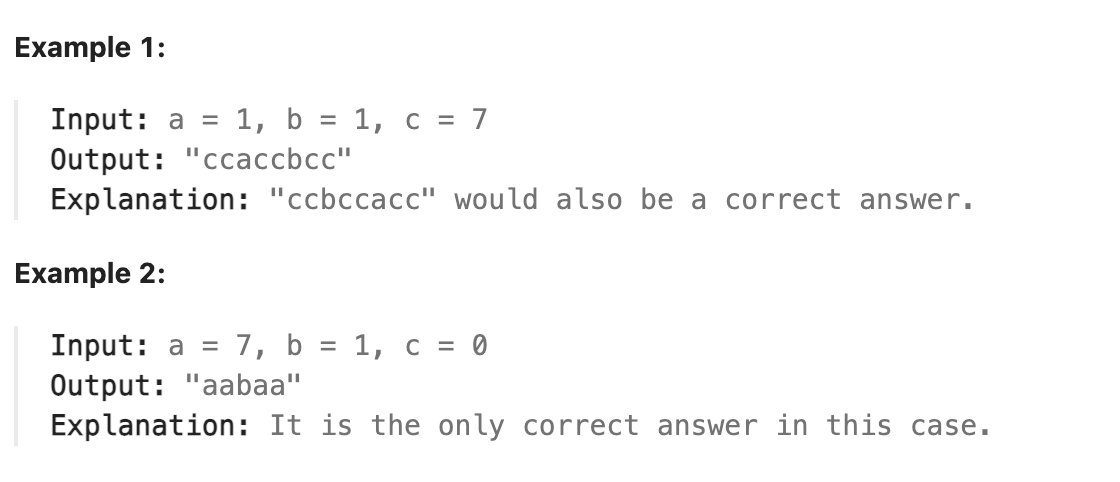 Example 1:
Input: a = 1, b = 1, c = 7
Output: "ccaccbcc"
Explanation: "ccbccacc" would also be a correct answer.
Example 2:
Input: a = 7, b = 1, c = 0
Output: "aabaa"
Explanation: It is the only correct answer in this case.